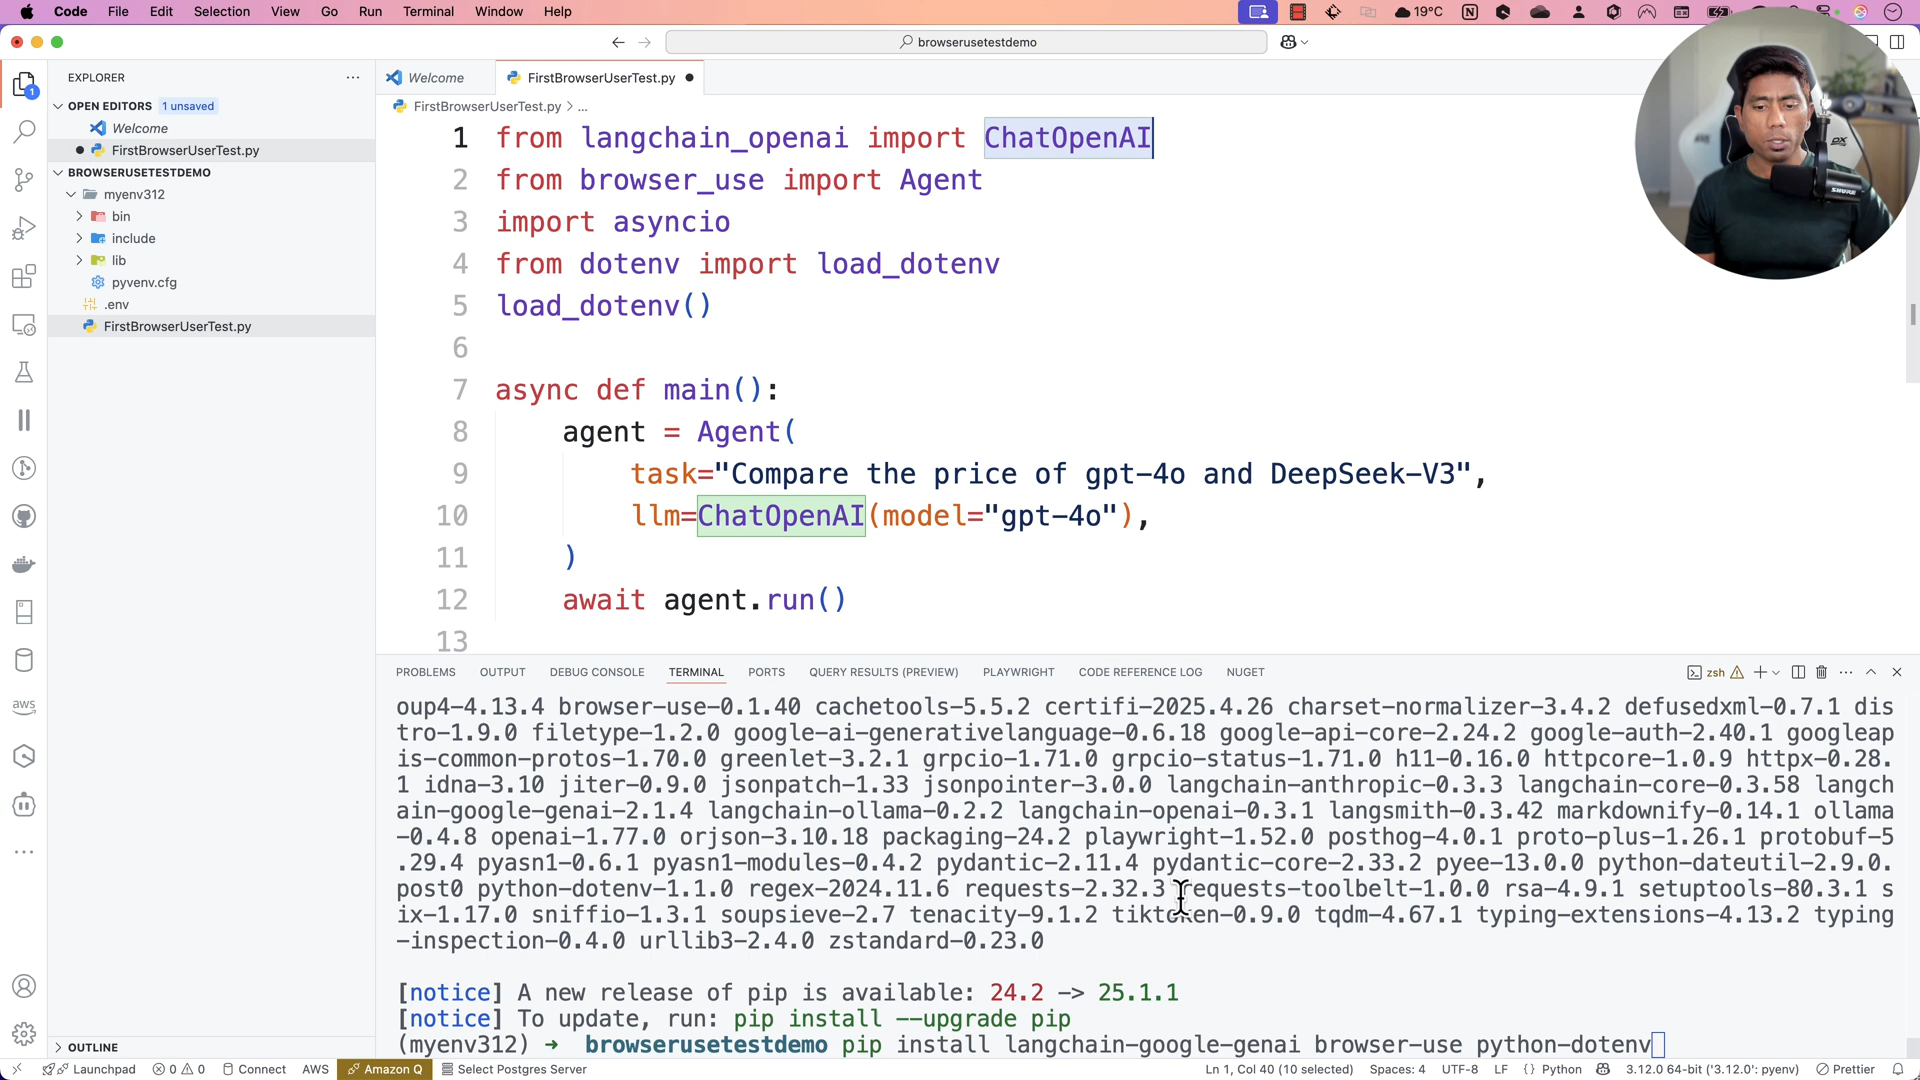 Code File Edit Selection View Go Run Terminal Window Help 19°C
browserusetestdemo
EXPLORER
OPEN EDITORS 1 unsaved
Welcome
FirstBrowserUserTest.py
BROWSERUSETESTDEMO
myenv312
bin
include
lib
pyvenv.cfg
.env
FirstBrowserUserTest.py
OUTLINE
Welcome FirstBrowserUserTest.py
FirstBrowserUserTest.py > ...
1 from langchain_openai import ChatOpenAI
2 from browser_use import Agent
3 import asyncio
4 from dotenv import load_dotenv
5 load_dotenv()
6
7 async def main():
8 agent = Agent(
9 task="Compare the price of gpt-4o and DeepSeek-V3",
10 llm=ChatOpenAI(model="gpt-4o"),
11 )
12 await agent.run()
13
PROBLEMS OUTPUT DEBUG CONSOLE TERMINAL PORTS QUERY RESULTS (PREVIEW) PLAYWRIGHT CODE REFERENCE LOG NUGET zsh
oup4-4.13.4 browser-use-0.1.40 cachetools-5.5.2 certifi-2025.4.26 charset-normalizer-3.4.2 defusedxml-0.7.1 dis
tro-1.9.0 filetype-1.2.0 google-ai-generativelanguage-0.6.18 google-api-core-2.24.2 google-auth-2.40.1 googleap
is-common-protos-1.70.0 greenlet-3.2.1 grpcio-1.71.0 grpcio-status-1.71.0 h11-0.16.0 httpcore-1.0.9 httpx-0.28.
1 idna-3.10 jiter-0.9.0 jsonpatch-1.33 jsonpointer-3.0.0 langchain-anthropic-0.3.3 langchain-core-0.3.58 langch
ain-google-genai-2.1.4 langchain-ollama-0.2.2 langchain-openai-0.3.1 langsmith-0.3.42 markdownify-0.14.1 ollama
-0.4.8 openai-1.77.0 orjson-3.10.18 packaging-24.2 playwright-1.52.0 posthog-4.0.1 proto-plus-1.26.1 protobuf-5
.29.4 pyasn1-0.6.1 pyasn1-modules-0.4.2 pydantic-2.11.4 pydantic-core-2.33.2 pyee-13.0.0 python-dateutil-2.9.0.
post0 python-dotenv-1.1.0 regex-2024.11.6 requests-2.32.3 requests-toolbelt-1.0.0 rsa-4.9.1 setuptools-80.3.1 s
ix-1.17.0 sniffio-1.3.1 soupsieve-2.7 tenacity-9.1.2 tiktoken-0.9.0 tqdm-4.67.1 typing-extensions-4.13.2 typing
-inspection-0.4.0 urllib3-2.4.0 zstandard-0.23.0
[notice] A new release of pip is available: 24.2 -> 25.1.1
[notice] To update, run: pip install --upgrade pip
(myenv312) ➜ browserusetestdemo pip install langchain-google-genai browser-use python-dotenv
Launchpad 0 0 Connect AWS Amazon Q Select Postgres Server Ln 1, Col 40 (10 selected) Spaces: 4 UTF-8 LF {} Python 3.12.0 64-bit ('3.12.0': pyenv) Prettier
aws
SHURE